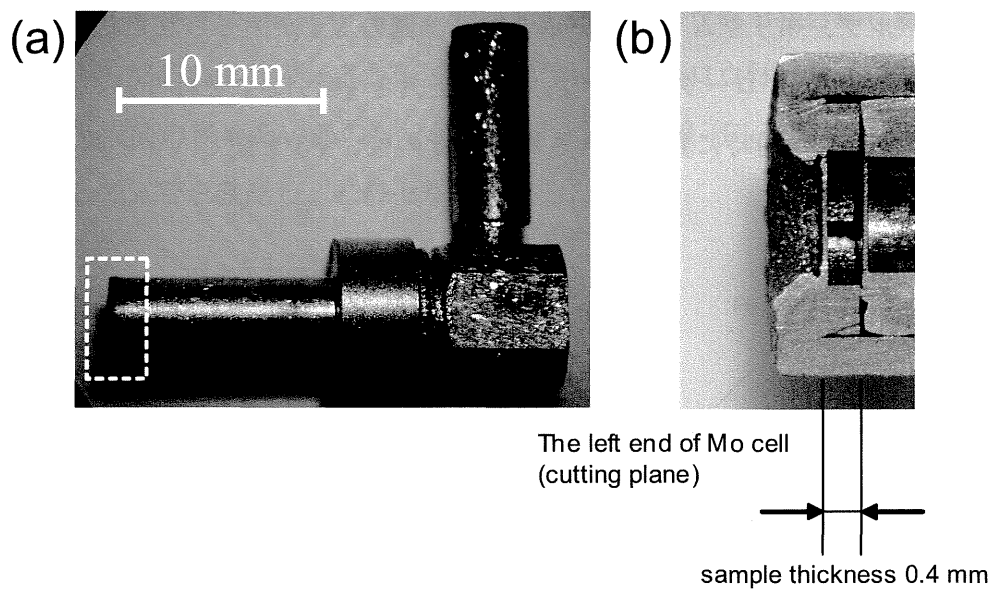 (a)
10 mm
(b)
The left end of Mo cell
(cutting plane)
sample thickness 0.4 mm